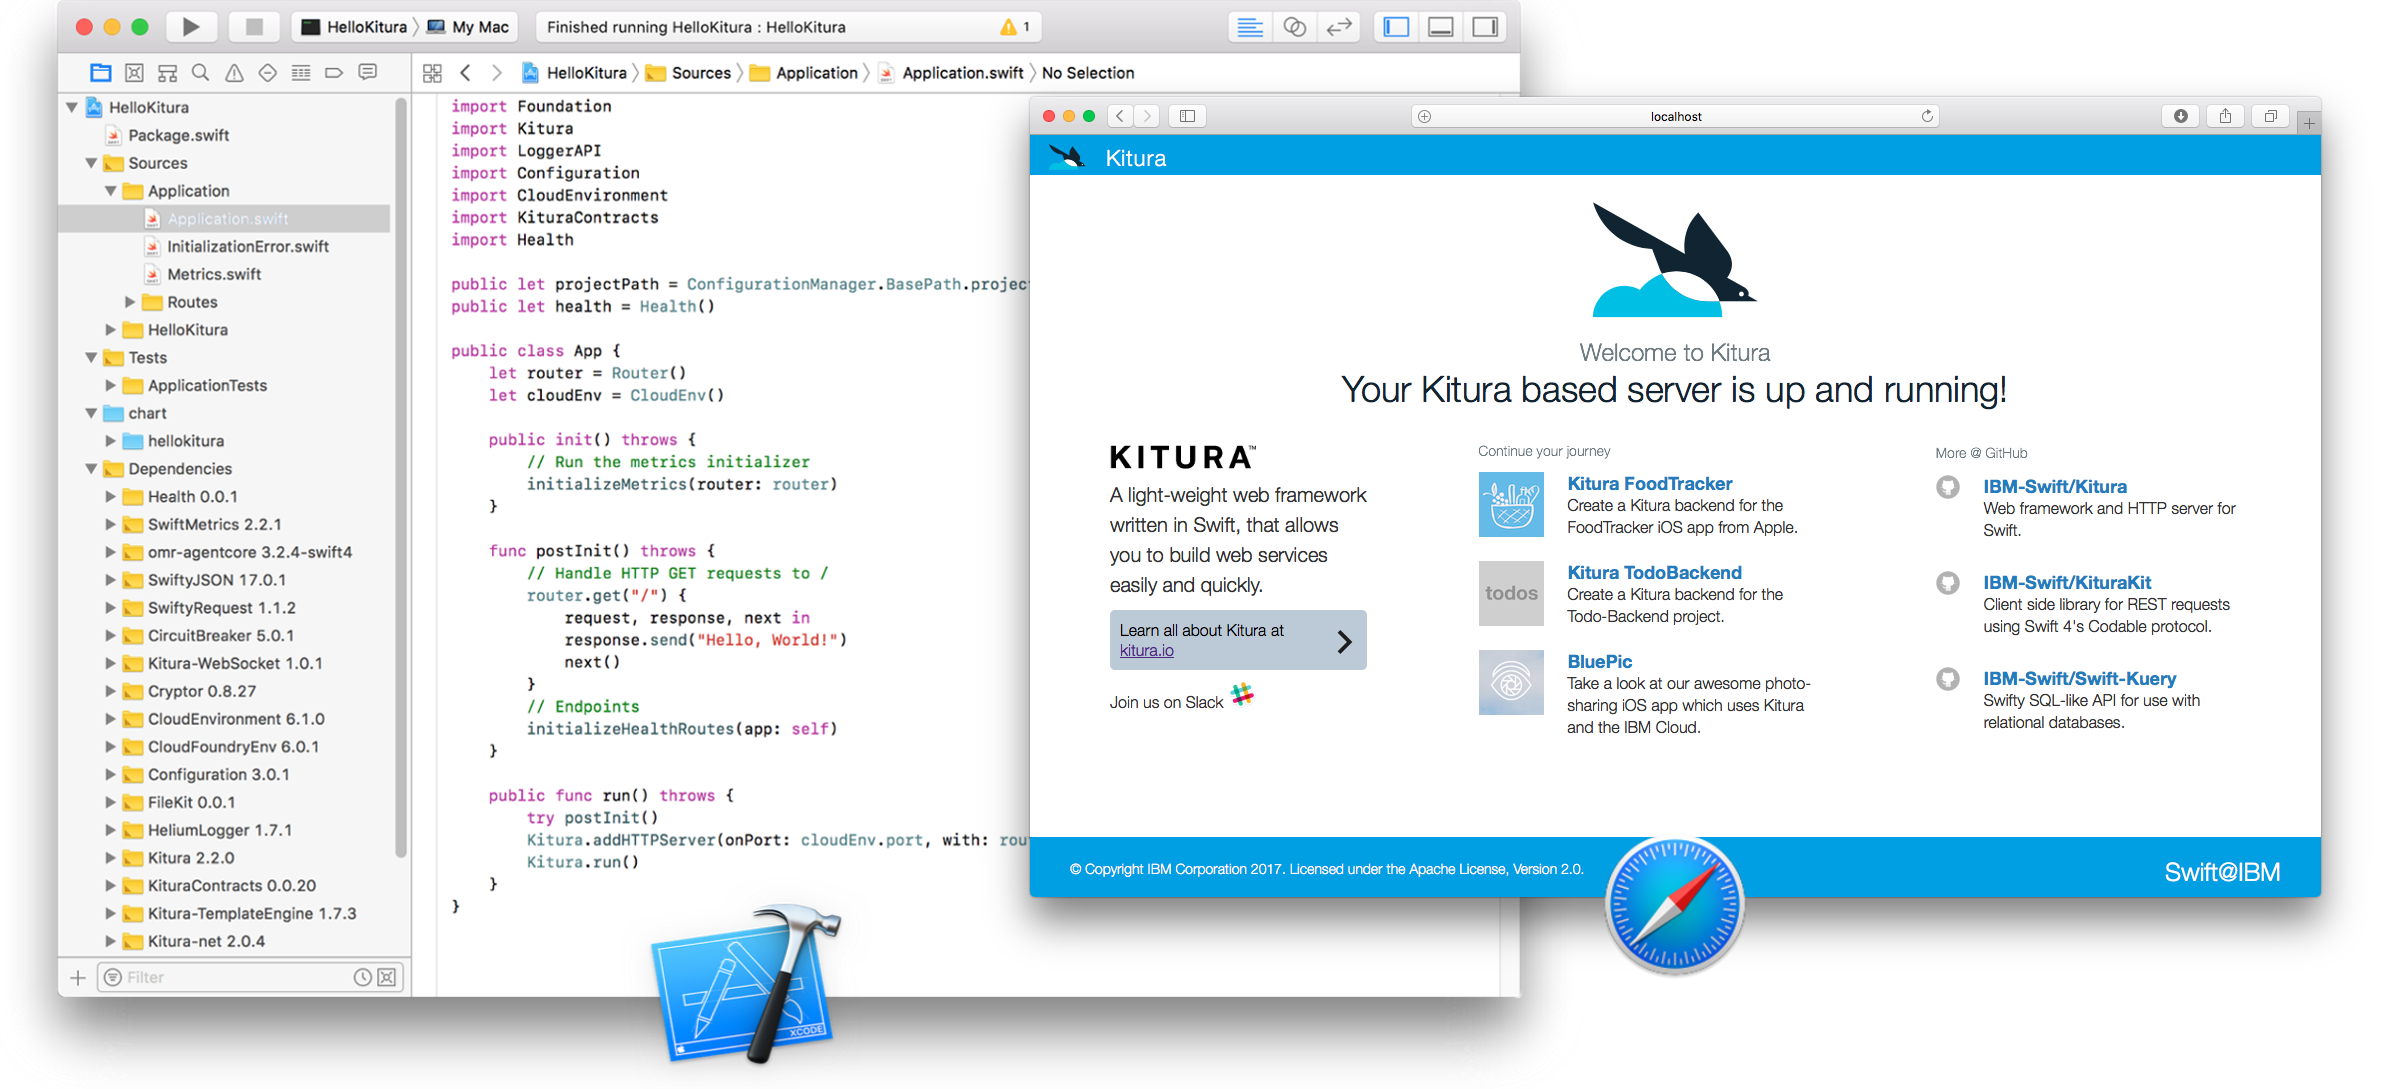 HelloKitura
My Mac
Finished running HelloKitura : HelloKitura
1
HelloKitura
Sources
Application
Application.swift
No Selection
HelloKitura
Package.swift
Sources
Application
Application.swift
InitializationError.swift
Metrics.swift
Routes
HelloKitura
Tests
ApplicationTests
chart
hellokitura
Dependencies
Health 0.0.1
SwiftMetrics 2.2.1
omr-agentcore 3.2.4-swift4
SwiftyJSON 17.0.1
SwiftyRequest 1.1.2
CircuitBreaker 5.0.1
Kitura-WebSocket 1.0.1
Cryptor 0.8.27
CloudEnvironment 6.1.0
CloudFoundryEnv 6.0.1
Configuration 3.0.1
FileKit 0.0.1
HeliumLogger 1.7.1
Kitura 2.2.0
KituraContracts 0.0.20
Kitura-TemplateEngine 1.7.3
Kitura-net 2.0.4
Filter
import Foundation
import Kitura
import LoggerAPI
import Configuration
import CloudEnvironment
import KituraContracts
import Health
public let projectPath = ConfigurationManager.BasePath.projec
public let health = Health()
public class App {
let router = Router()
let cloudEnv = CloudEnv()
public init() throws {
// Run the metrics initializer
initializeMetrics(router: router)
}
func postInit() throws {
// Handle HTTP GET requests to /
router.get("/") {
request, response, next in
response.send("Hello, World!")
next()
}
// Endpoints
initializeHealthRoutes(app: self)
}
public func run() throws {
try postInit()
Kitura.addHTTPServer(onPort: cloudEnv.port, with: rou
Kitura.run()
}
}
XCODE
localhost
Kitura
Welcome to Kitura
Your Kitura based server is up and running!
KITURA™
A light-weight web framework
written in Swift, that allows
you to build web services
easily and quickly.
Learn all about Kitura at
kitura.io
Join us on Slack
Continue your journey
Kitura FoodTracker
Create a Kitura backend for the
FoodTracker iOS app from Apple.
todos
Kitura TodoBackend
Create a Kitura backend for the
Todo-Backend project.
BluePic
Take a look at our awesome photo-
sharing iOS app which uses Kitura
and the IBM Cloud.
More @ GitHub
IBM-Swift/Kitura
Web framework and HTTP server for
Swift.
IBM-Swift/KituraKit
Client side library for REST requests
using Swift 4's Codable protocol.
IBM-Swift/Swift-Kuery
Swifty SQL-like API for use with
relational databases.
© Copyright IBM Corporation 2017. Licensed under the Apache License, Version 2.0.
Swift@IBM